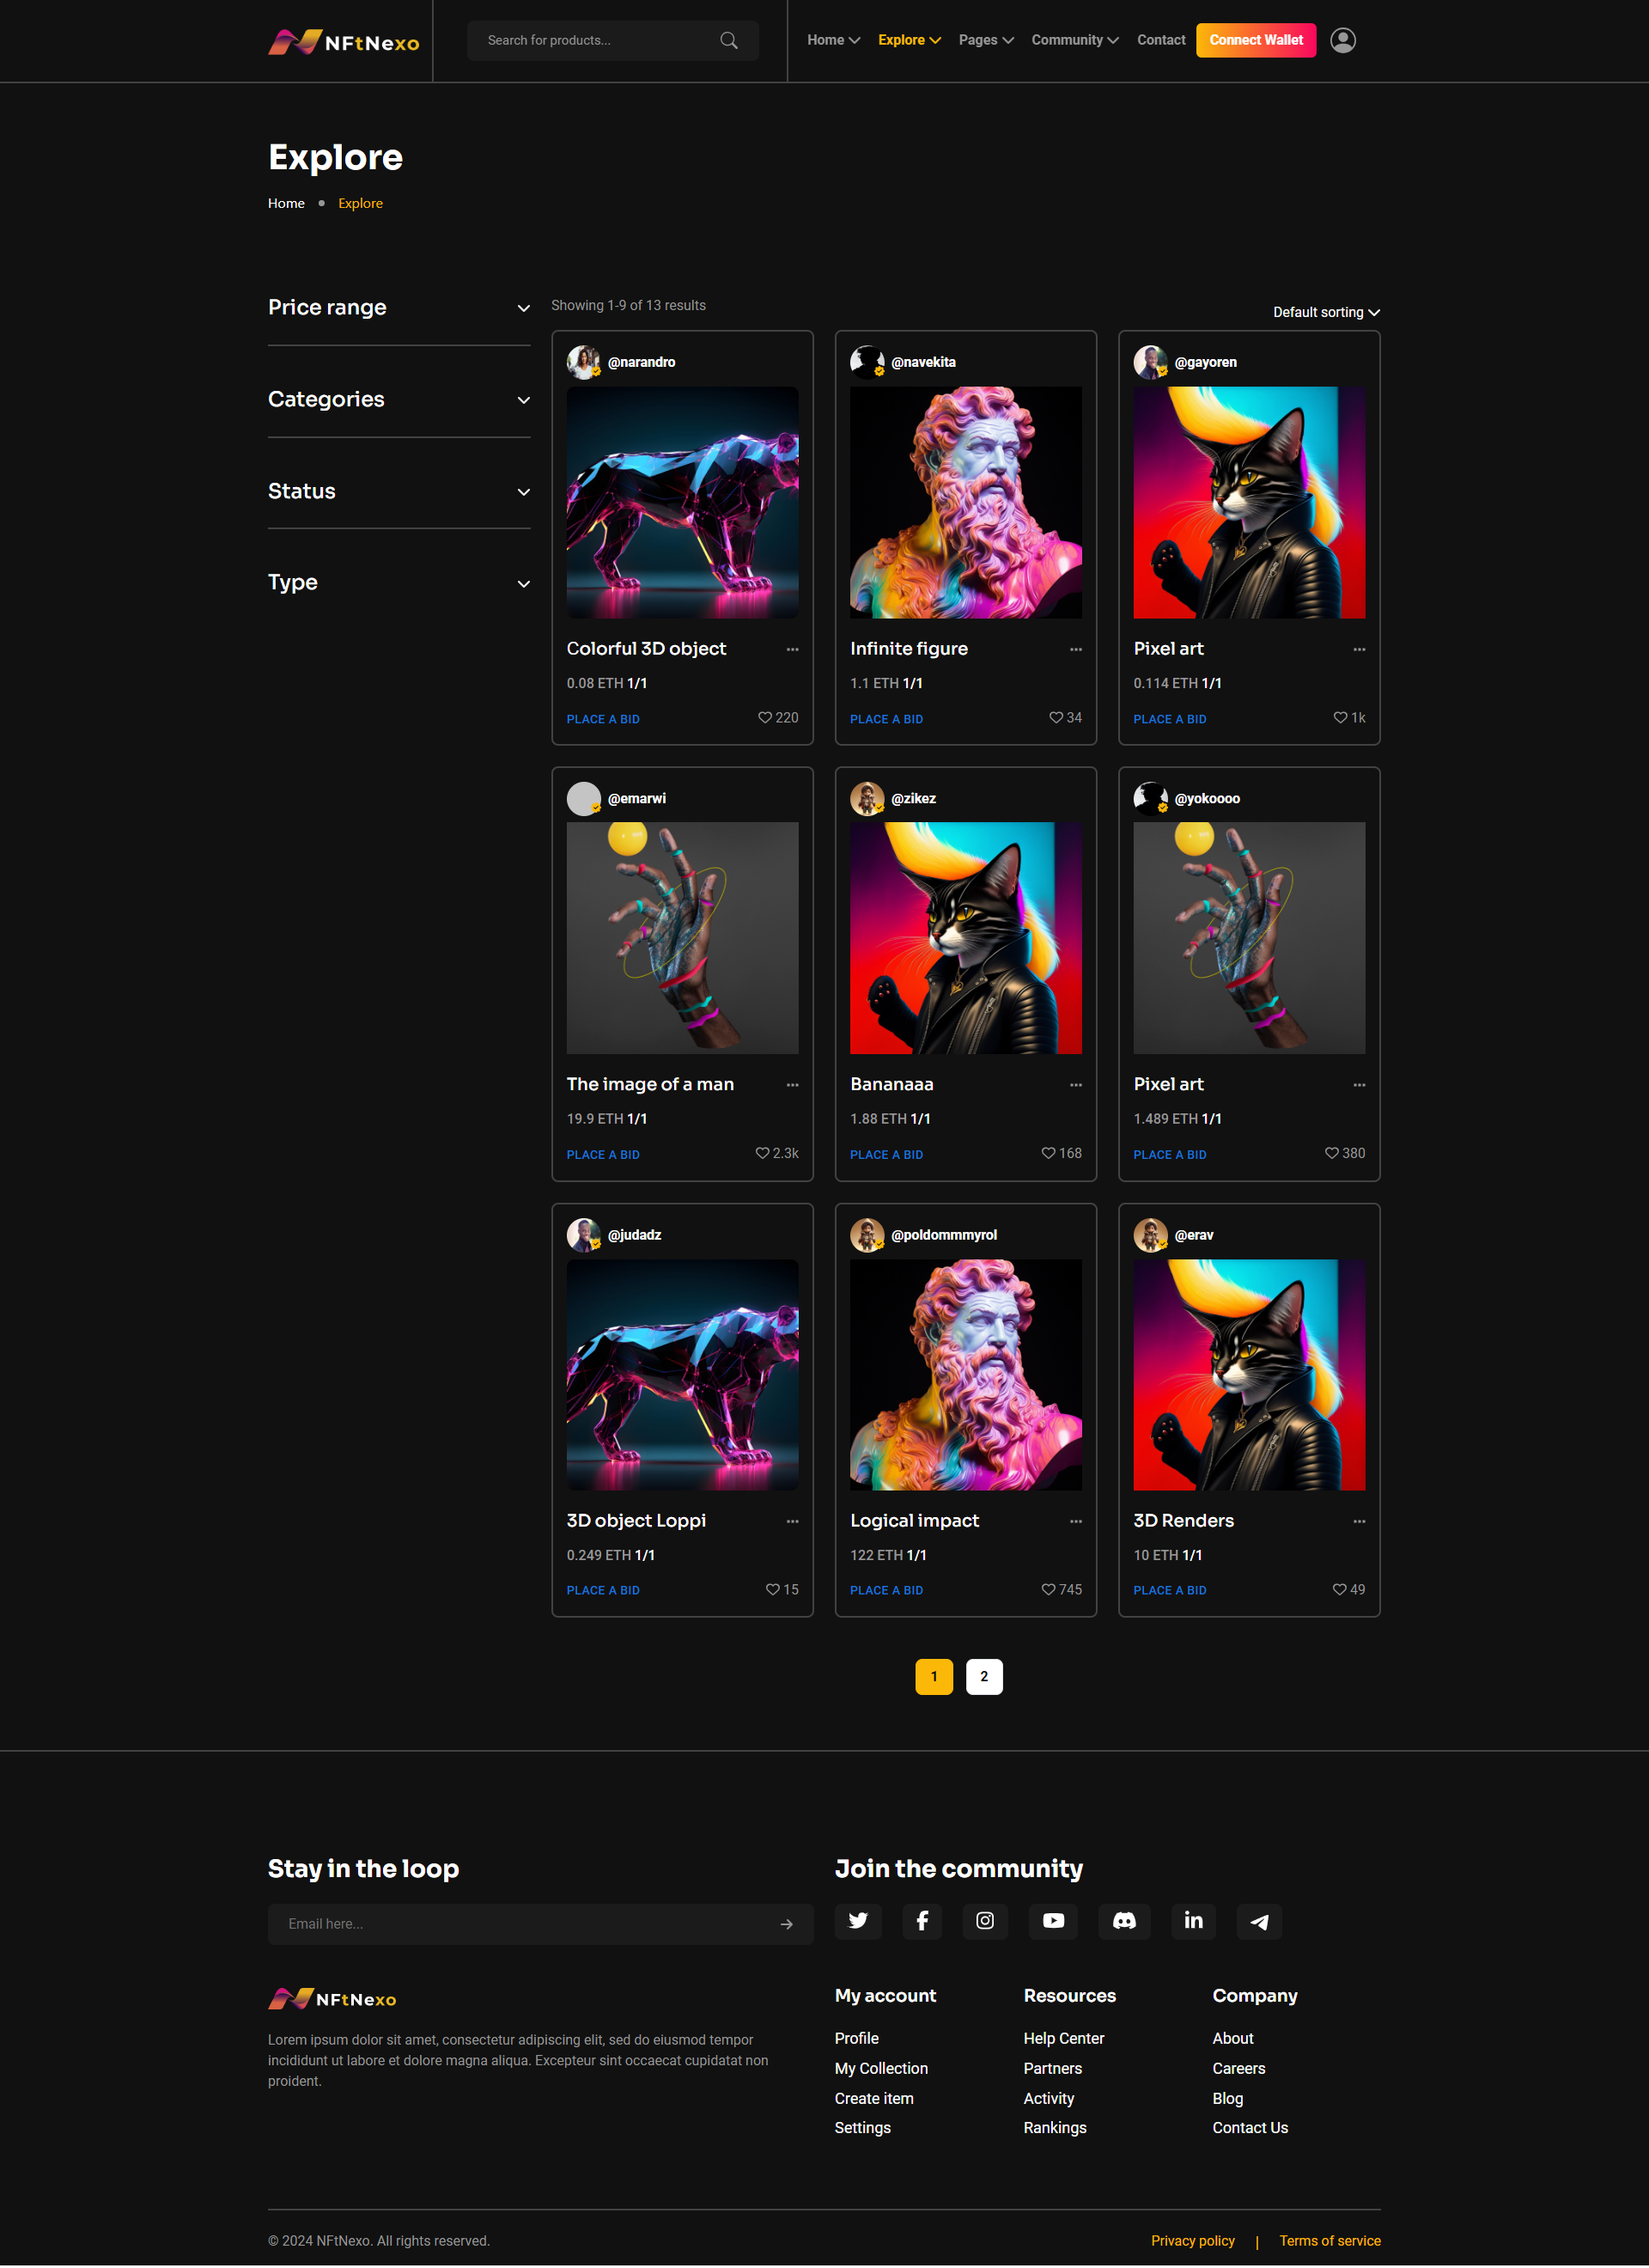 NFtNexo
Search for products...
Home
Explore
Pages
Community
Contact
Connect Wallet
Explore
Home
Explore
Price range
Categories
Status
Type
Showing 1-9 of 13 results
Default sorting
@narandro
Colorful 3D object
0.08 ETH 1/1
PLACE A BID
220
@navekita
Infinite figure
1.1 ETH 1/1
PLACE A BID
34
@gayoren
Pixel art
0.114 ETH 1/1
PLACE A BID
1k
@emarwi
The image of a man
19.9 ETH 1/1
PLACE A BID
2.3k
@zikez
Bananaaa
1.88 ETH 1/1
PLACE A BID
168
@yokoooo
Pixel art
1.489 ETH 1/1
PLACE A BID
380
@judadz
3D object Loppi
0.249 ETH 1/1
PLACE A BID
15
@poldommmyrol
Logical impact
122 ETH 1/1
PLACE A BID
745
@erav
3D Renders
10 ETH 1/1
PLACE A BID
49
1
2
Stay in the loop
Email here...
Join the community
NFtNexo
Lorem ipsum dolor sit amet, consectetur adipiscing elit, sed do eiusmod tempor
incididunt ut labore et dolore magna aliqua. Excepteur sint occaecat cupidatat non
proident.
My account
Profile
My Collection
Create item
Settings
Resources
Help Center
Partners
Activity
Rankings
Company
About
Careers
Blog
Contact Us
© 2024 NFtNexo. All rights reserved.
Privacy policy | Terms of service